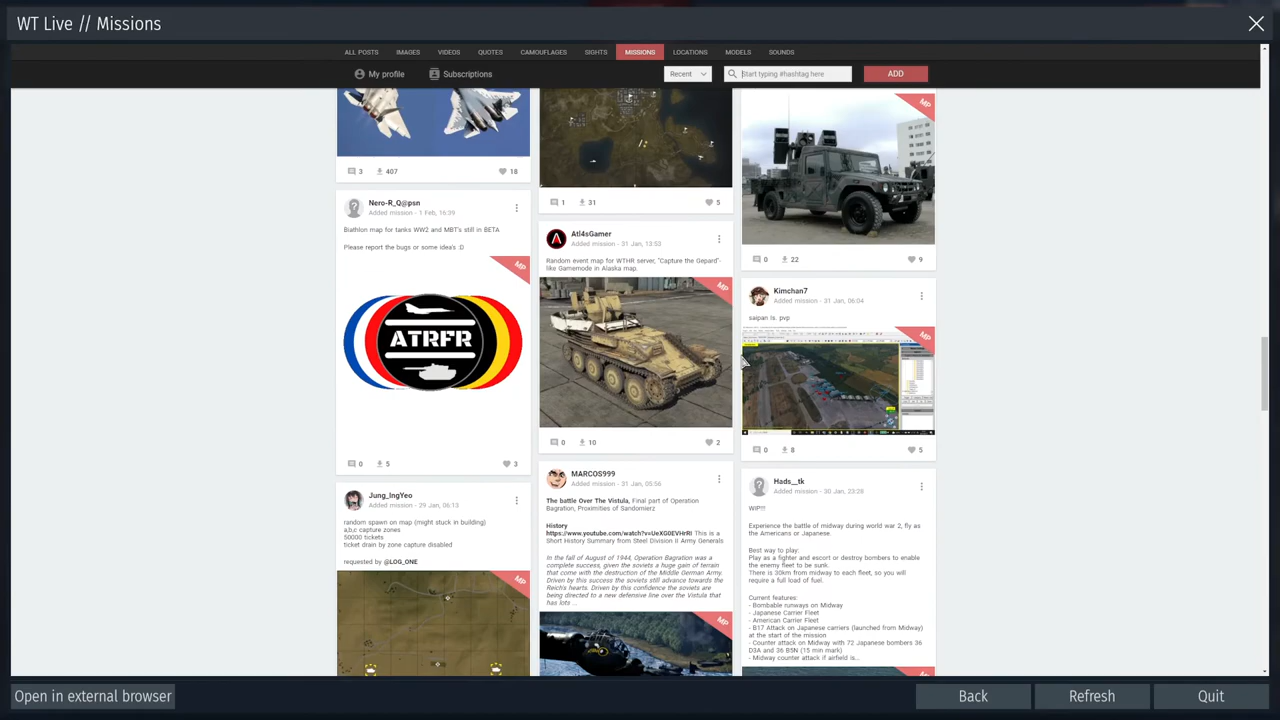 WT Live // Missions
ALL POSTS IMAGES VIDEOS QUOTES CAMOUFLAGES SIGHTS MISSIONS LOCATIONS MODELS SOUNDS
My profile Subscriptions Recent Start typing #hashtag here ADD
3 407 18
Nero-R_Q@psn
Added mission - 1 Feb, 16:39
Biathlon map for tanks WW2 and MBT's still in BETA
Please report the bugs or some idea's :D
MP
ATRFR
0 5 3
Jung_IngYeo
Added mission - 29 Jan, 06:13
random spawn on map (might stuck in building)
a,b,c capture zones
50000 tickets
ticket drain by zone capture disabled
requested by @LOG_ONE
MP
1 31 5
Atl4sGamer
Added mission - 31 Jan, 13:53
Random event map for WTHR server, "Capture the Gepard"-
like Gamemode in Alaska map.
MP
0 10 2
MARCOS999
Added mission - 31 Jan, 05:56
The battle Over The Vistula, Final part of Operation
Bagration, Proximities of Sandomierz
History
https://www.youtube.com/watch?v=UeXG0EVHrRI This is a
Short History Summary from Steel Division II Army Generals
In the fall of August of 1944, Operation Bagration was a
complete success, given the soviets a huge gain of terrain
that come with the destruction of the Middle German Army.
Driven by this success the soviets still advance towards the
Reich's hearts. Driven by this confidence the soviets are
being directed to a new defensive line over the Vistula that
has lots ...
MP
MP
0 22 9
Kimchan7
Added mission - 31 Jan, 06:04
saipan is. pvp
MP
0 8 5
Hads__tk
Added mission - 30 Jan, 23:28
WIP!!!
Experience the battle of midway during world war 2, fly as
the Americans or Japanese.
Best way to play:
Play as a fighter and escort or destroy bombers to enable
the enemy fleet to be sunk.
There is 30km from midway to each fleet, so you will
require a full load of fuel.
Current features:
- Bombable runways on Midway
- Japanese Carrier Fleet
- American Carrier Fleet
- B17 Attack on Japanese carriers (launched from Midway)
at the start of the mission
- Counter attack on Midway with 72 Japanese bombers 36
D3A and 36 B5N (15 min mark)
- Midway counter attack if airfield is...
Open in external browser Back Refresh Quit